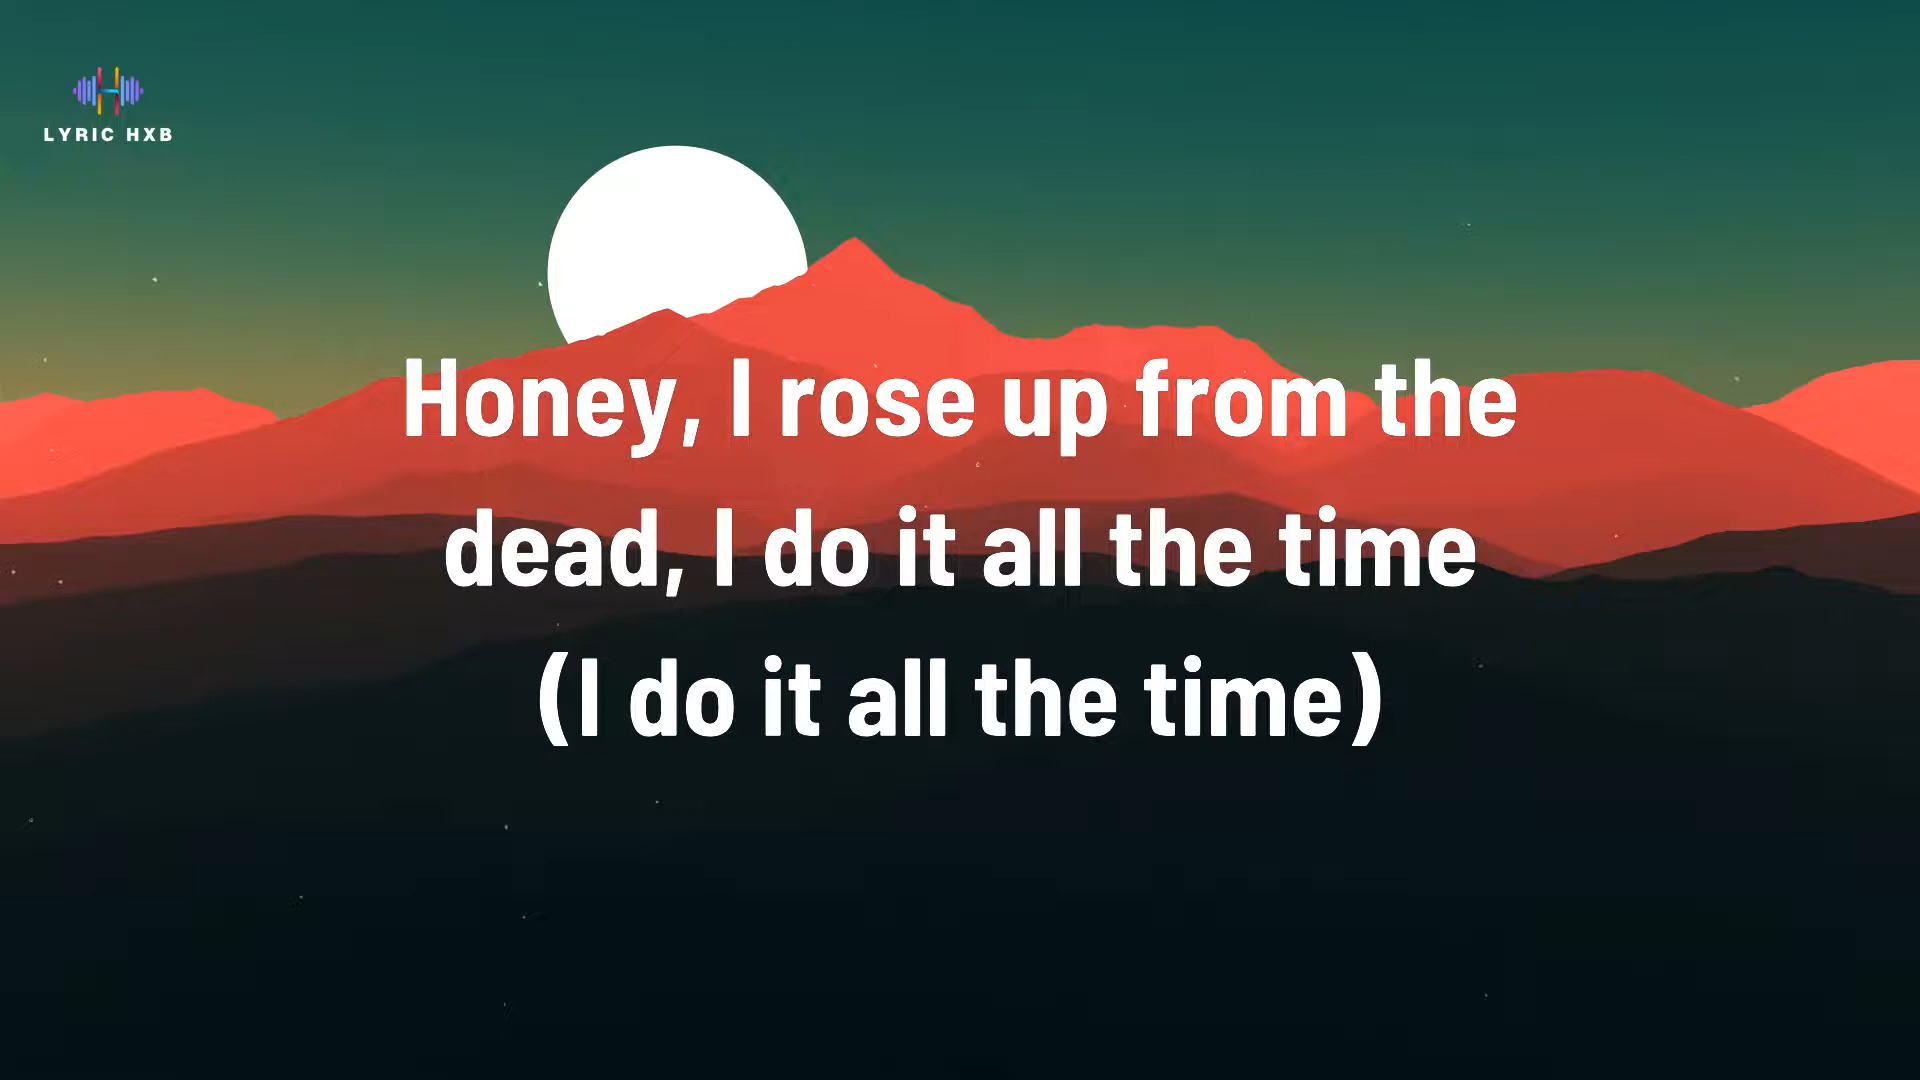 LYRIC HXB
Honey, I rose up from the
dead, I do it all the time
(I do it all the time)